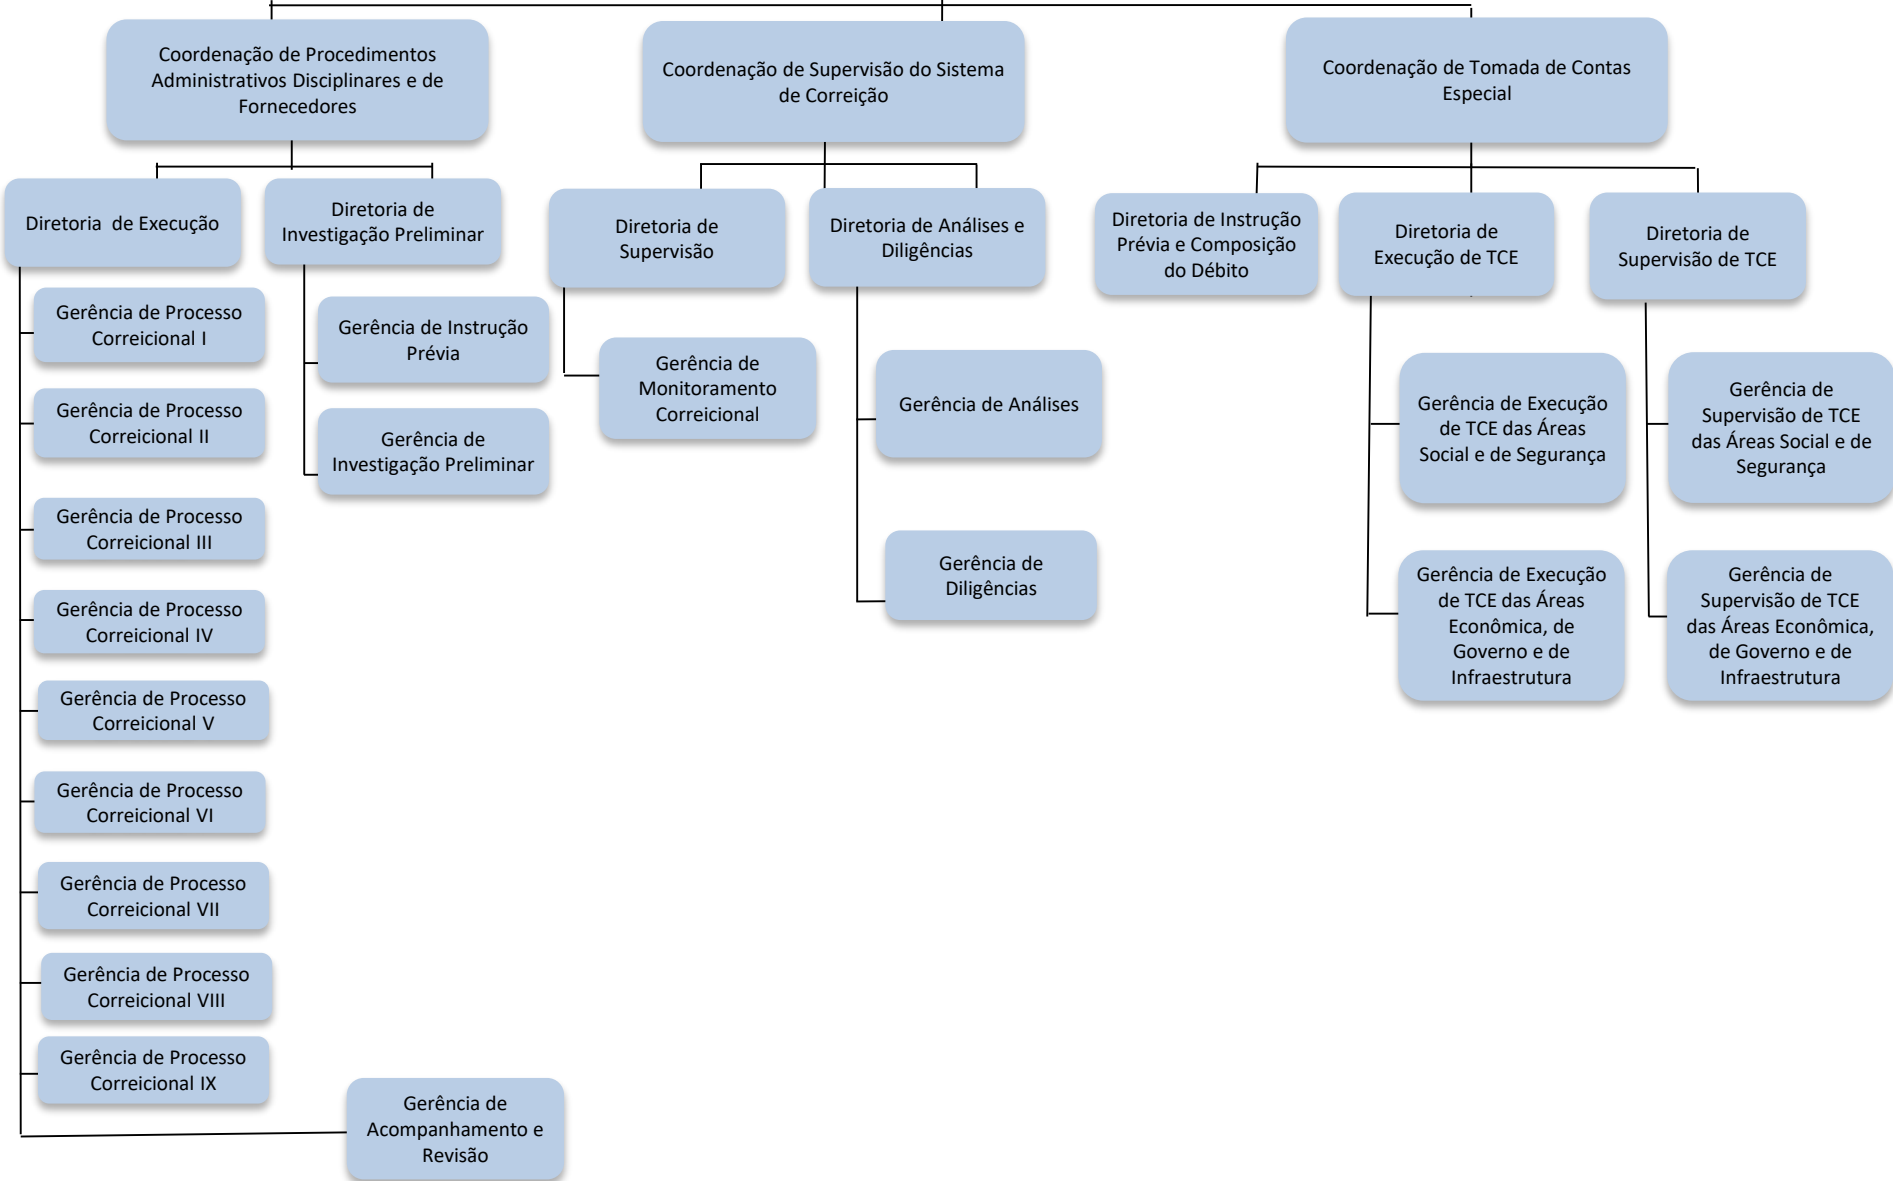 Coordenação de Procedimentos
Administrativos Disciplinares e de
Fornecedores
Coordenação de Supervisão do Sistema
de Correição
Coordenação de Tomada de Contas
Especial
Diretoria  de Execução
Diretoria de
Investigação Preliminar
Diretoria de
Supervisão
Diretoria de Análises e
Diligências
Diretoria de Instrução
Prévia e Composição
do Débito
Diretoria de
Execução de TCE
Diretoria de
Supervisão de TCE
Gerência de Processo
Correicional I
Gerência de Processo
Correicional II
Gerência de Processo
Correicional III
Gerência de Processo
Correicional IV
Gerência de Processo
Correicional V
Gerência de Processo
Correicional VI
Gerência de Processo
Correicional VII
Gerência de Processo
Correicional VIII
Gerência de Processo
Correicional IX
Gerência de
Acompanhamento e
Revisão
Gerência de Instrução
Prévia
Gerência de
Investigação Preliminar
Gerência de
Monitoramento
Correicional
Gerência de Análises
Gerência de
Diligências
Gerência de Execução
de TCE das Áreas
Social e de Segurança
Gerência de Execução
de TCE das Áreas
Econômica, de
Governo e de
Infraestrutura
Gerência de
Supervisão de TCE
das Áreas Social e de
Segurança
Gerência de
Supervisão de TCE
das Áreas Econômica,
de Governo e de
Infraestrutura